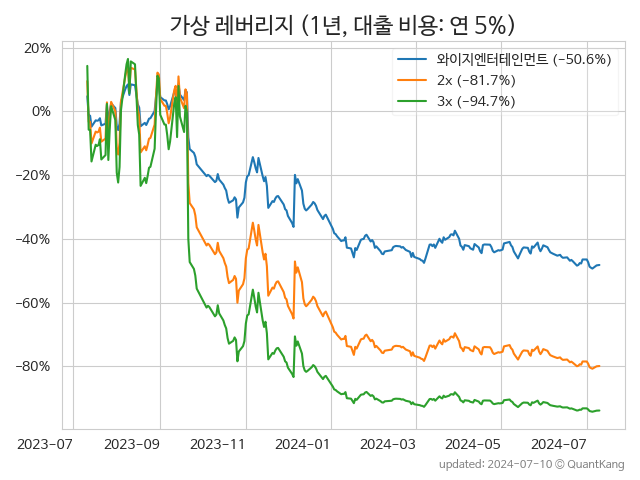 가상 레버리지 (1년, 대출 비용: 연 5%)
와이지엔터테인먼트 (−50.6%)
2x (−81.7%)
3x (−94.7%)
20%
0%
−20%
−40%
−60%
−80%
2023-07 2023-09 2023-11 2024-01 2024-03 2024-05 2024-07
updated: 2024-07-10 © QuantKang